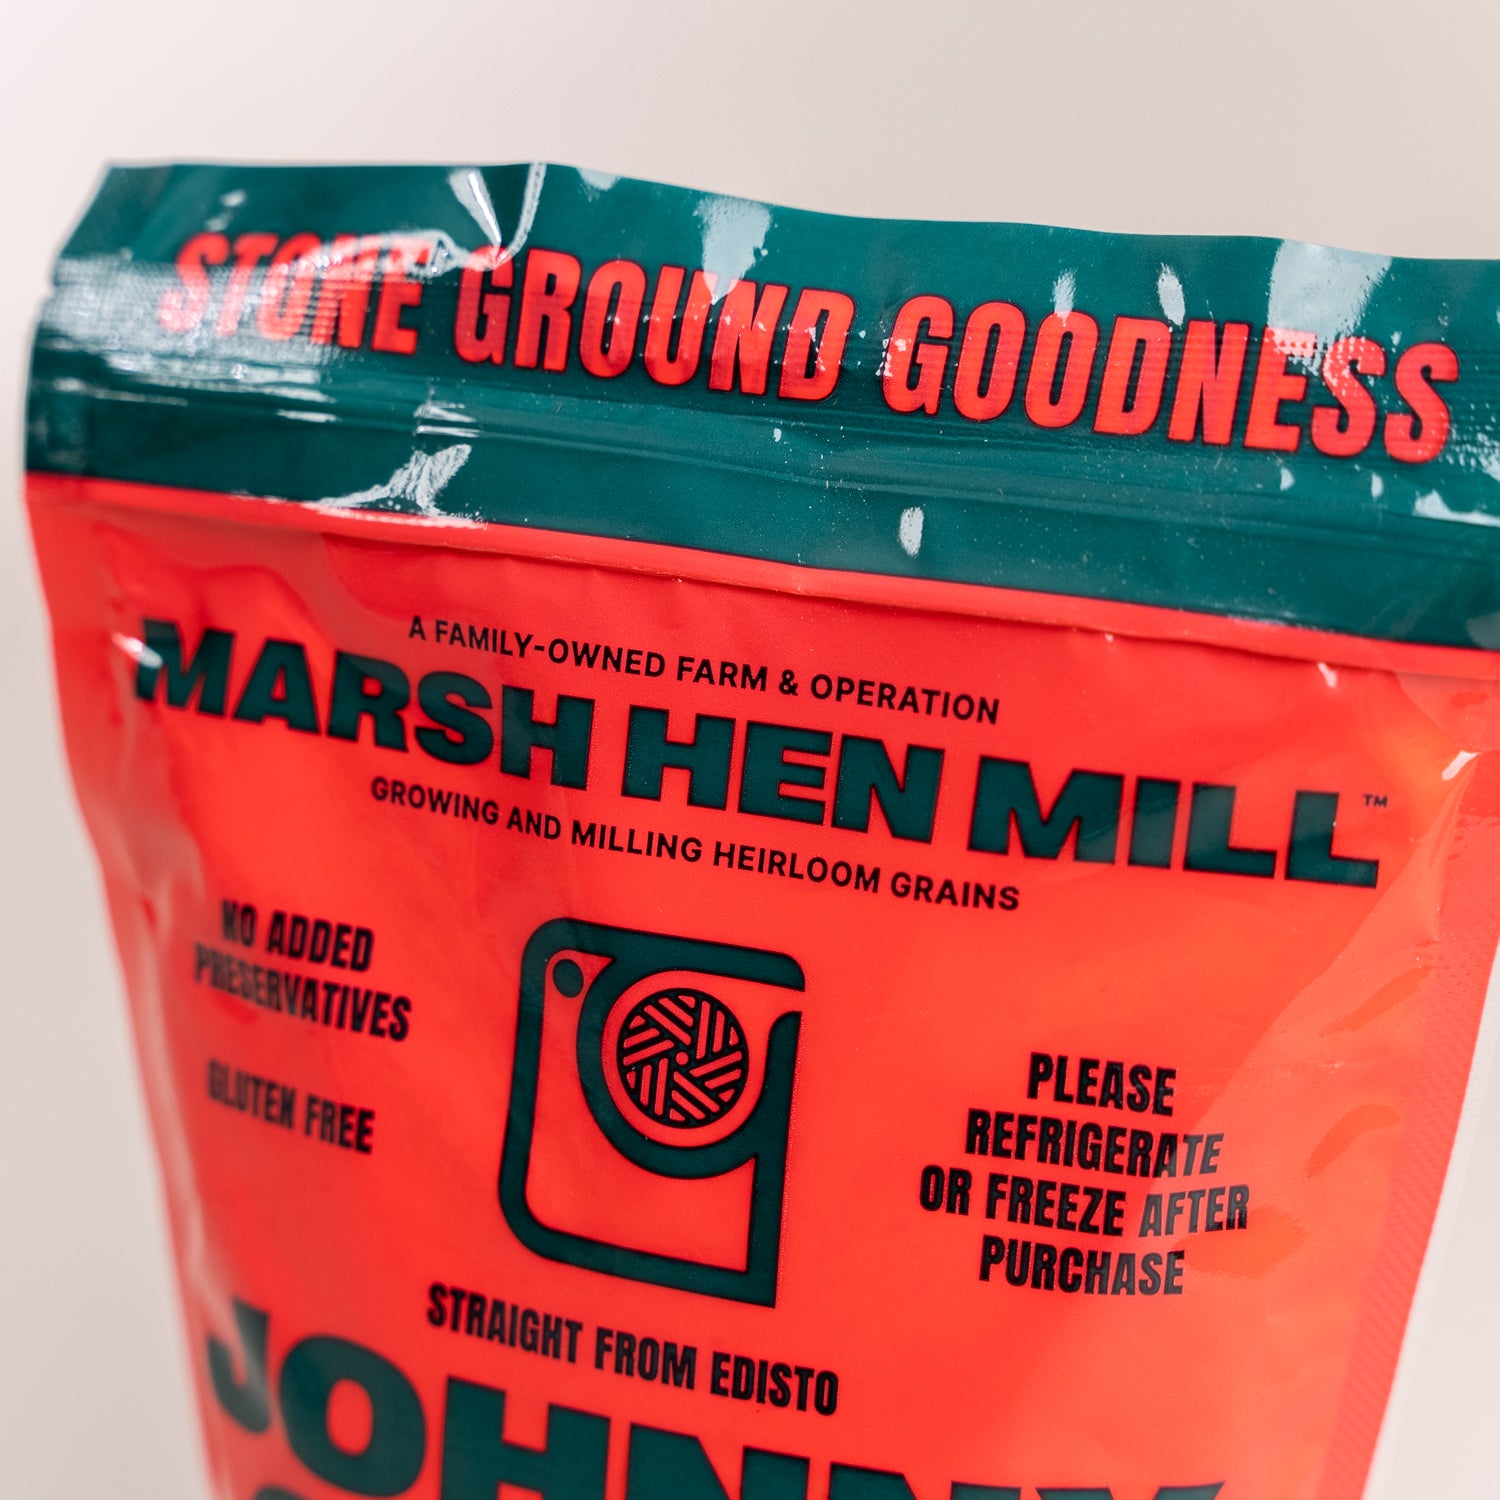 STONE GROUND GOODNESS
A FAMILY-OWNED FARM & OPERATION
MARSH HEN MILL™
GROWING AND MILLING HEIRLOOM GRAINS
NO ADDED
PRESERVATIVES
GLUTEN FREE
PLEASE
REFRIGERATE
OR FREEZE AFTER
PURCHASE
STRAIGHT FROM EDISTO
JOHNNY